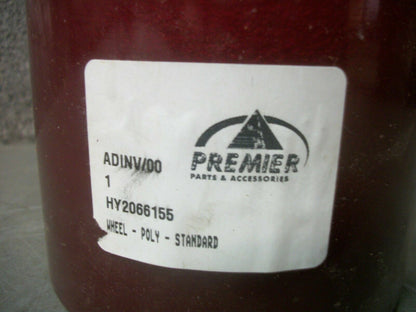 PREMIER
PARTS & ACCESSORIES
ADINV/00
1
HY2066155
WHEEL - POLY - STANDARD